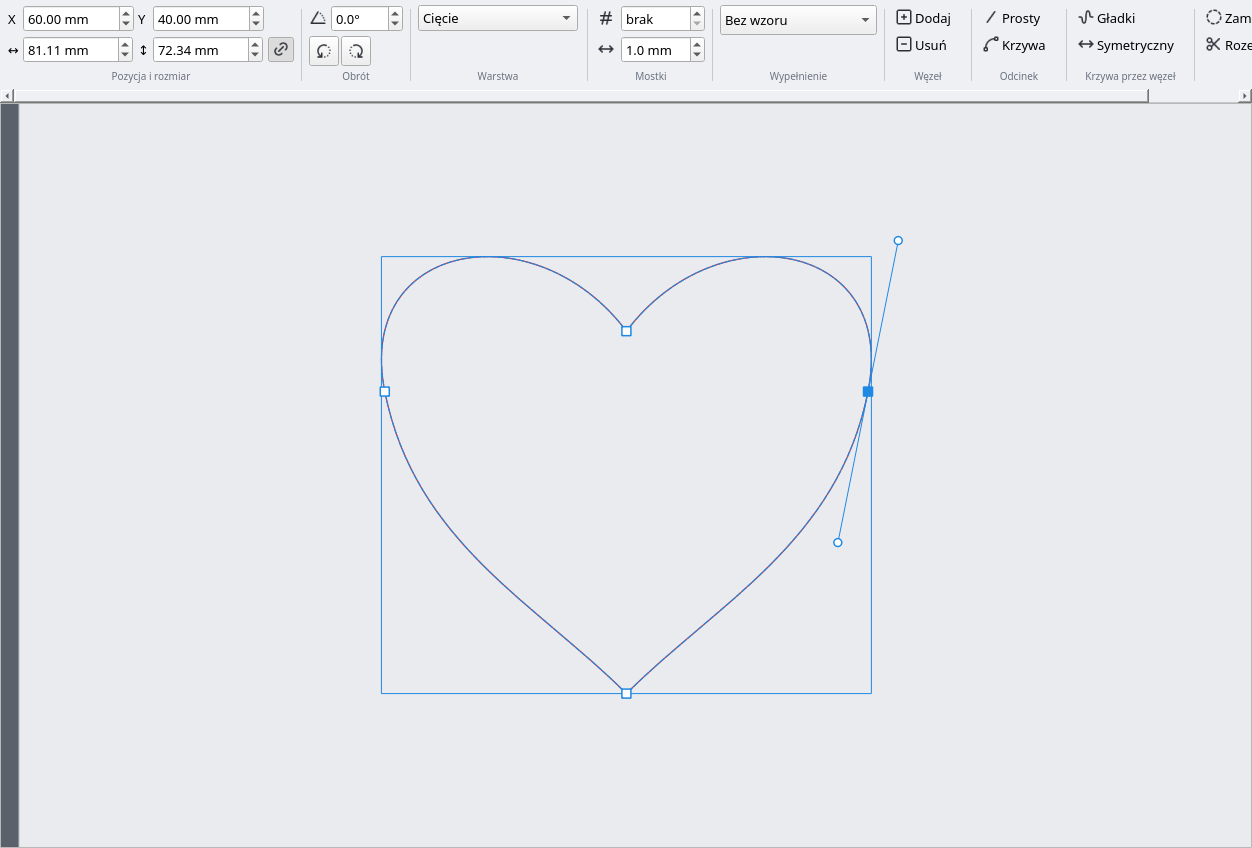 X 60.00 mm Y 40.00 mm 0.0° Cięcie # brak Bez wzoru Dodaj Prosty Gładki Zam
81.11 mm 72.34 mm 1.0 mm Usuń Krzywa Symetryczny Roze
Pozycja i rozmiar Obrót Warstwa Mostki Wypełnienie Węzeł Odcinek Krzywa przez węzeł